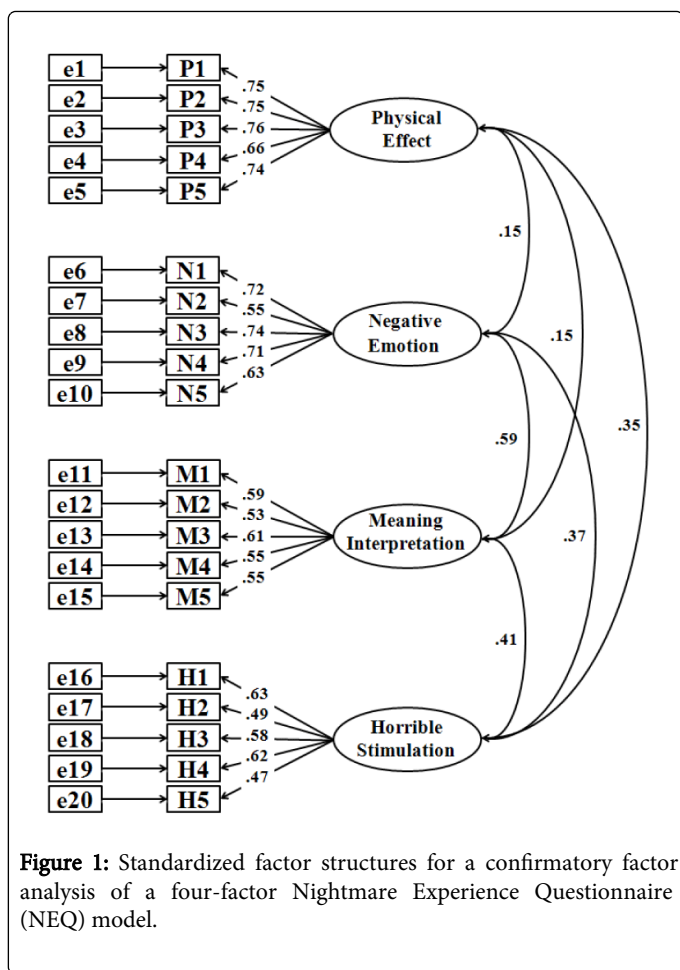 e1 P1
.75
e2 P2
.75
e3 P3
.76
e4 P4
.66
e5 P5
.74
Physical
Effect
.15
e6 N1
.72
e7 N2
.55
e8 N3
.74
e9 N4
.71
e10 N5
.63
Negative
Emotion
.15
.35
.59
e11 M1
.59
e12 M2
.53
e13 M3
.61
e14 M4
.55
e15 M5
.55
Meaning
Interpretation
.37
.41
e16 H1
.63
e17 H2
.49
e18 H3
.58
e19 H4
.62
e20 H5
.47
Horrible
Stimulation
Figure 1: Standardized factor structures for a confirmatory factor
analysis of a four-factor Nightmare Experience Questionnaire
(NEQ) model.